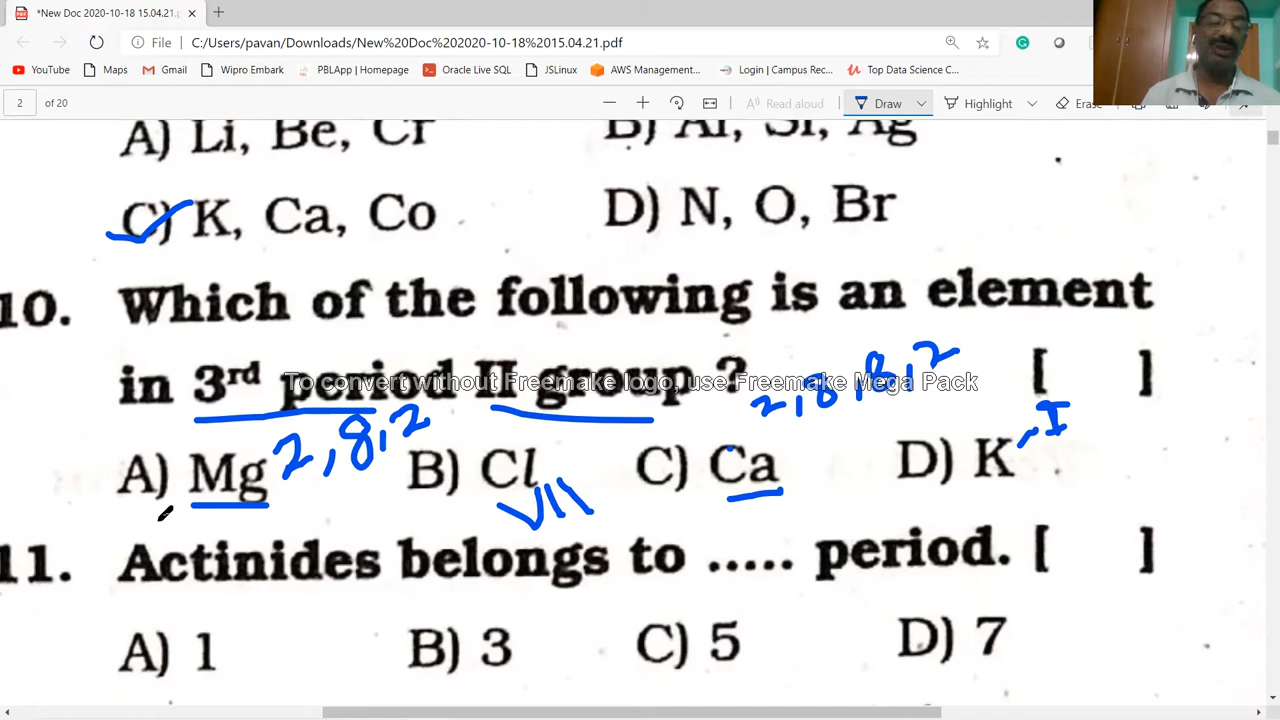 *New Doc 2020-10-18 15.04.21.p
File C:/Users/pavan/Downloads/New%20Doc%202020-10-18%2015.04.21.pdf
YouTube Maps Gmail Wipro Embark PBLApp | Homepage Oracle Live SQL JSLinux AWS Management... Login | Campus Rec... Top Data Science C...
2 of 20 Read aloud Draw Highlight Erase
A) Li, Be, Cr B) Al, Si, Ag
C) K, Ca, Co D) N, O, Br
10. Which of the following is an element
in 3rd period II group ? [ ]
To convert without Freemake logo, use Freemake Mega Pack
2,8,8,2
2,8,2
I
A) Mg B) Cl C) Ca D) K
VII
11. Actinides belongs to ..... period. [ ]
A) 1 B) 3 C) 5 D) 7